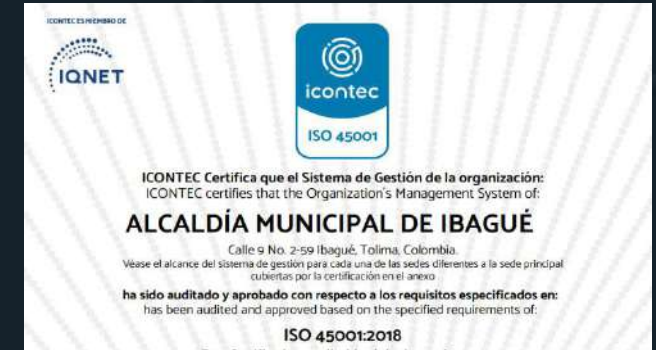 ICONTEC ES MIEMBRO DE
IQNET
icontec
ISO 45001
ICONTEC Certifica que el Sistema de Gestión de la organización:
ICONTEC certifies that the Organization's Management System of:
ALCALDÍA MUNICIPAL DE IBAGUÉ
Calle 9 No. 2-59 Ibagué, Tolima, Colombia.
Véase el alcance del sistema de gestión para cada una de las sedes diferentes a la sede principal
cubiertas por la certificación en el anexo
ha sido auditado y aprobado con respecto a los requisitos especificados en:
has been audited and approved based on the specified requirements of:
ISO 45001:2018